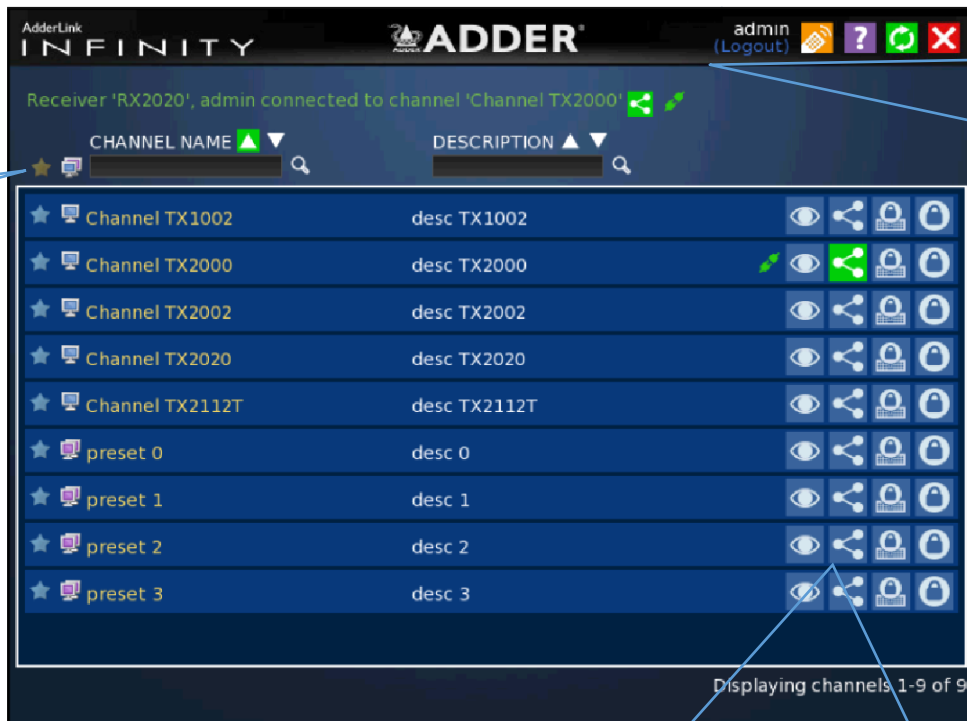 AdderLink
INFINITY
ADDER
admin
(Logout)
?
Receiver 'RX2020', admin connected to channel 'Channel TX2000'
CHANNEL NAME
DESCRIPTION
Channel TX1002 desc TX1002
Channel TX2000 desc TX2000
Channel TX2002 desc TX2002
Channel TX2020 desc TX2020
Channel TX2112T desc TX2112T
preset 0 desc 0
preset 1 desc 1
preset 2 desc 2
preset 3 desc 3
Displaying channels 1-9 of 9